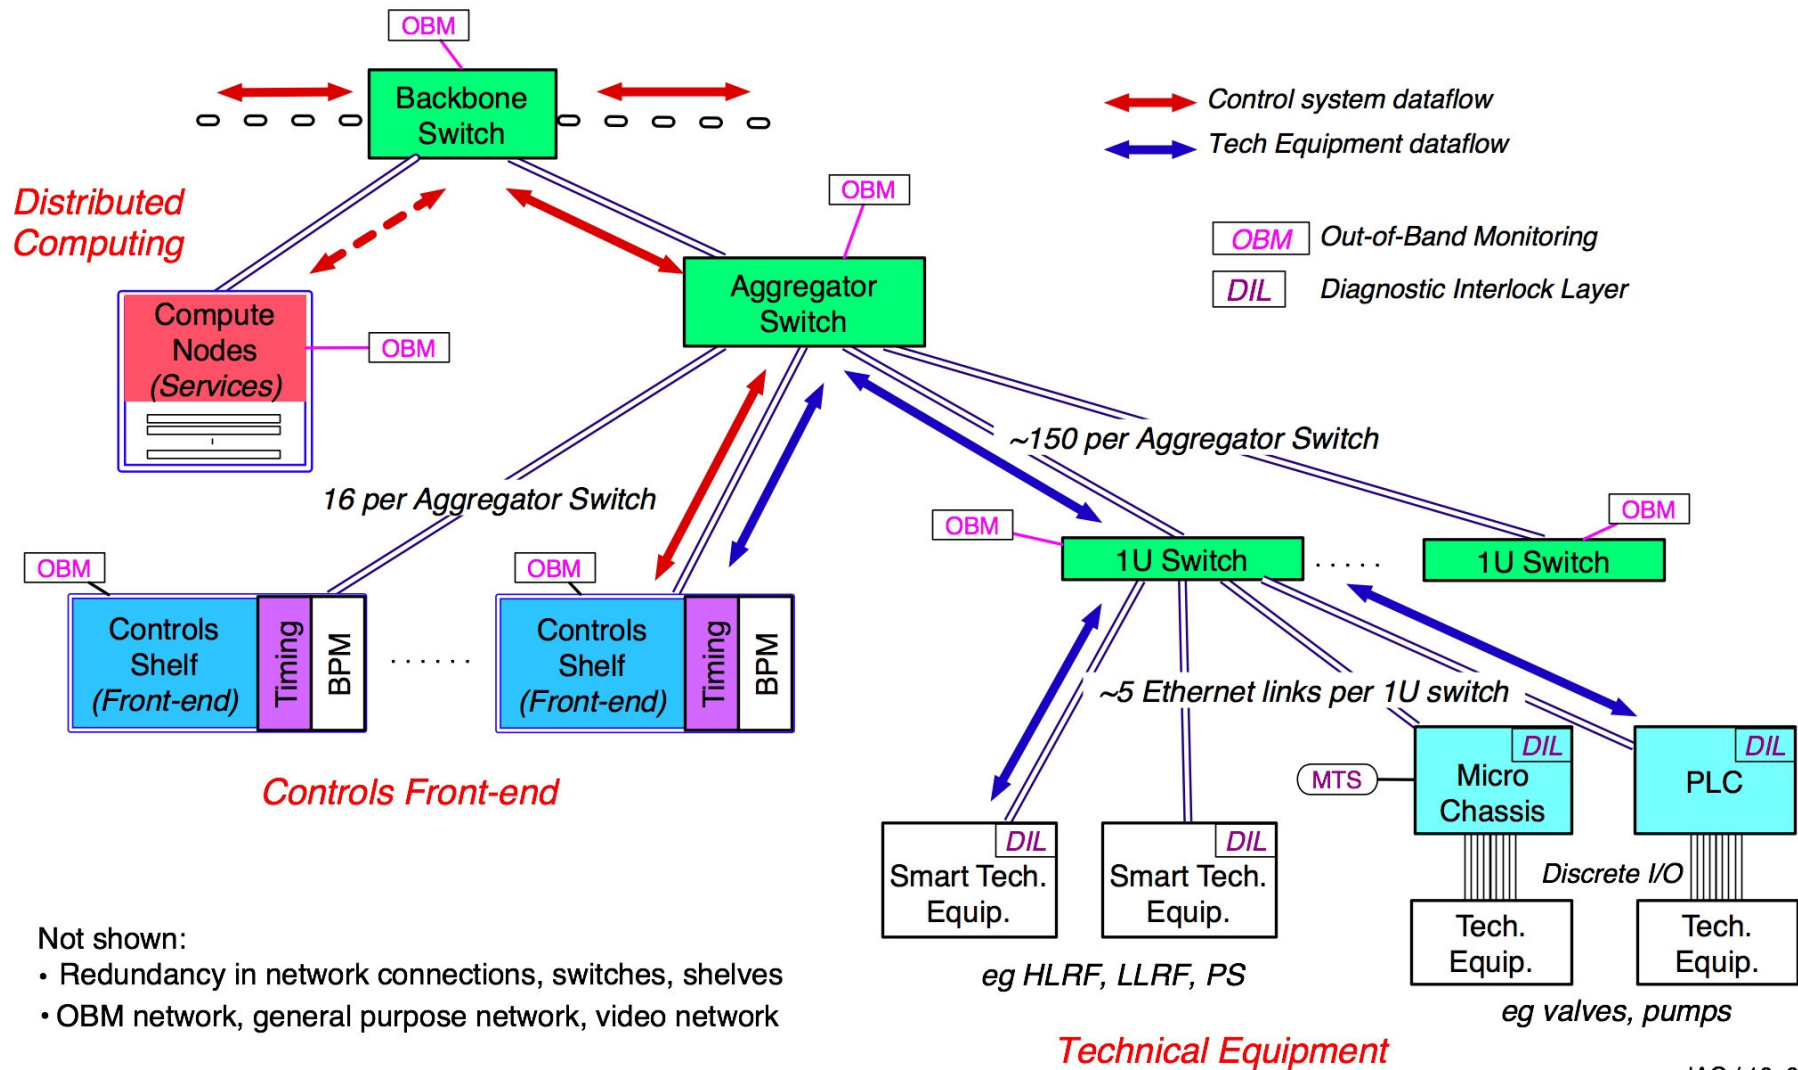 OBM
Backbone
Switch
Control system dataflow
Tech Equipment dataflow
Distributed
Computing
OBM
OBM Out-of-Band Monitoring
DIL Diagnostic Interlock Layer
Aggregator
Switch
Compute
Nodes
(Services)
OBM
~150 per Aggregator Switch
16 per Aggregator Switch
OBM
OBM
1U Switch
. . . . .
1U Switch
OBM
OBM
Controls
Shelf
(Front-end)
Timing
BPM
. . . . . .
Controls
Shelf
(Front-end)
Timing
BPM
~5 Ethernet links per 1U switch
Controls Front-end
MTS
DIL
Micro
Chassis
DIL
PLC
DIL
Smart Tech.
Equip.
DIL
Smart Tech.
Equip.
Discrete I/O
Tech.
Equip.
Tech.
Equip.
eg HLRF, LLRF, PS
eg valves, pumps
Not shown:
• Redundancy in network connections, switches, shelves
• OBM network, general purpose network, video network
Technical Equipment